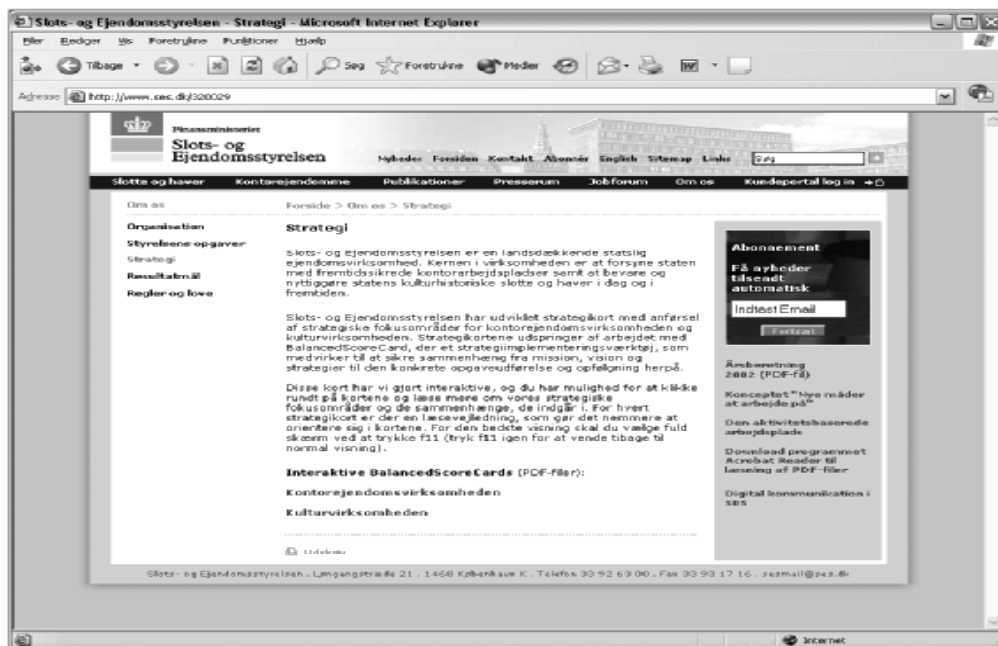 Slots- og Ejendomsstyrelsen - Strategi - Microsoft Internet Explorer
Filer Rediger Vis Foretrukne Funktioner Hjælp
Tilbage Søg Foretrukne Medier
Adresse http://www.ses.dk/320029
Finansministeriet
Slots- og
Ejendomsstyrelsen
Nyheder Forsiden Kontakt Abonnér English Sitemap Links Søg
Slotte og haver Kontorejendomme Publikationer Presserum Jobforum Om os Kundeportal log in
Om os
Organisation
Styrelsens opgaver
Strategi
Resultatmål
Regler og love
Forside > Om os > Strategi
Strategi
Slots- og Ejendomsstyrelsen er en landsdækkende statslig
ejendomsvirksomhed. Kernen i virksomheden er at forsyne staten
med fremtidssikrede kontorarbejdspladser samt at bevare og
nyttiggøre statens kulturhistoriske slotte og haver i dag og i
fremtiden.
Slots- og Ejendomsstyrelsen har udviklet strategikort med anførsel
af strategiske fokusområder for kontorejendomsvirksomheden og
kulturvirksomheden. Strategikortene udspringer af arbejdet med
BalancedScoreCard, der et strategiimplementeringsværktøj, som
medvirker til at sikre sammenhæng fra mission, vision og
strategier til den konkrete opgaveudførelse og opfølgning herpå.
Disse kort har vi gjort interaktive, og du har mulighed for at klikke
rundt på kortene og læse mere om vores strategiske
fokusområder og de sammenhænge, de indgår i. For hvert
strategikort er der en læsevejledning, som gør det nemmere at
orientere sig i kortene. For den bedste visning skal du vælge fuld
skærm ved at trykke f11 (tryk f11 igen for at vende tibage til
normal visning).
Interaktive BalancedScoreCards (PDF-filer):
Kontorejendomsvirksomheden
Kulturvirksomheden
Udskriv
Abonnement
Få nyheder
tilsendt
automatisk
Indtast Email
Fortsæt
Årsberetning
2002 (PDF-fil)
Konceptet "Nye måder
at arbejde på"
Den aktivitetsbaserede
arbejdsplads
Download programmet
Acrobat Reader til
læsning af PDF-filer
Digital kommunikation i
SES
Slots- og Ejendomsstyrelsen . Løngangstræde 21 . 1468 København K . Telefon 33 92 63 00 . Fax 33 93 17 16 . sesmail@ses.dk
Internet